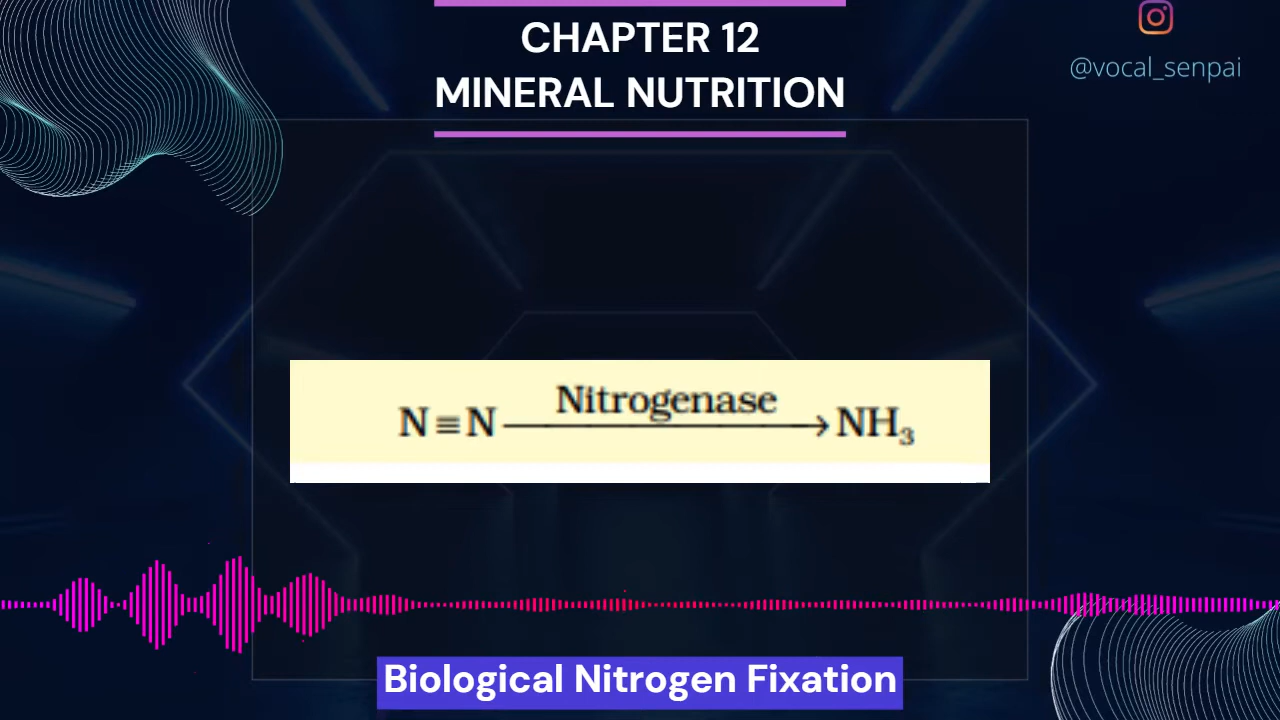 CHAPTER 12
MINERAL NUTRITION
@vocal_senpai
Nitrogenase
N≡N → NH₃
Biological Nitrogen Fixation